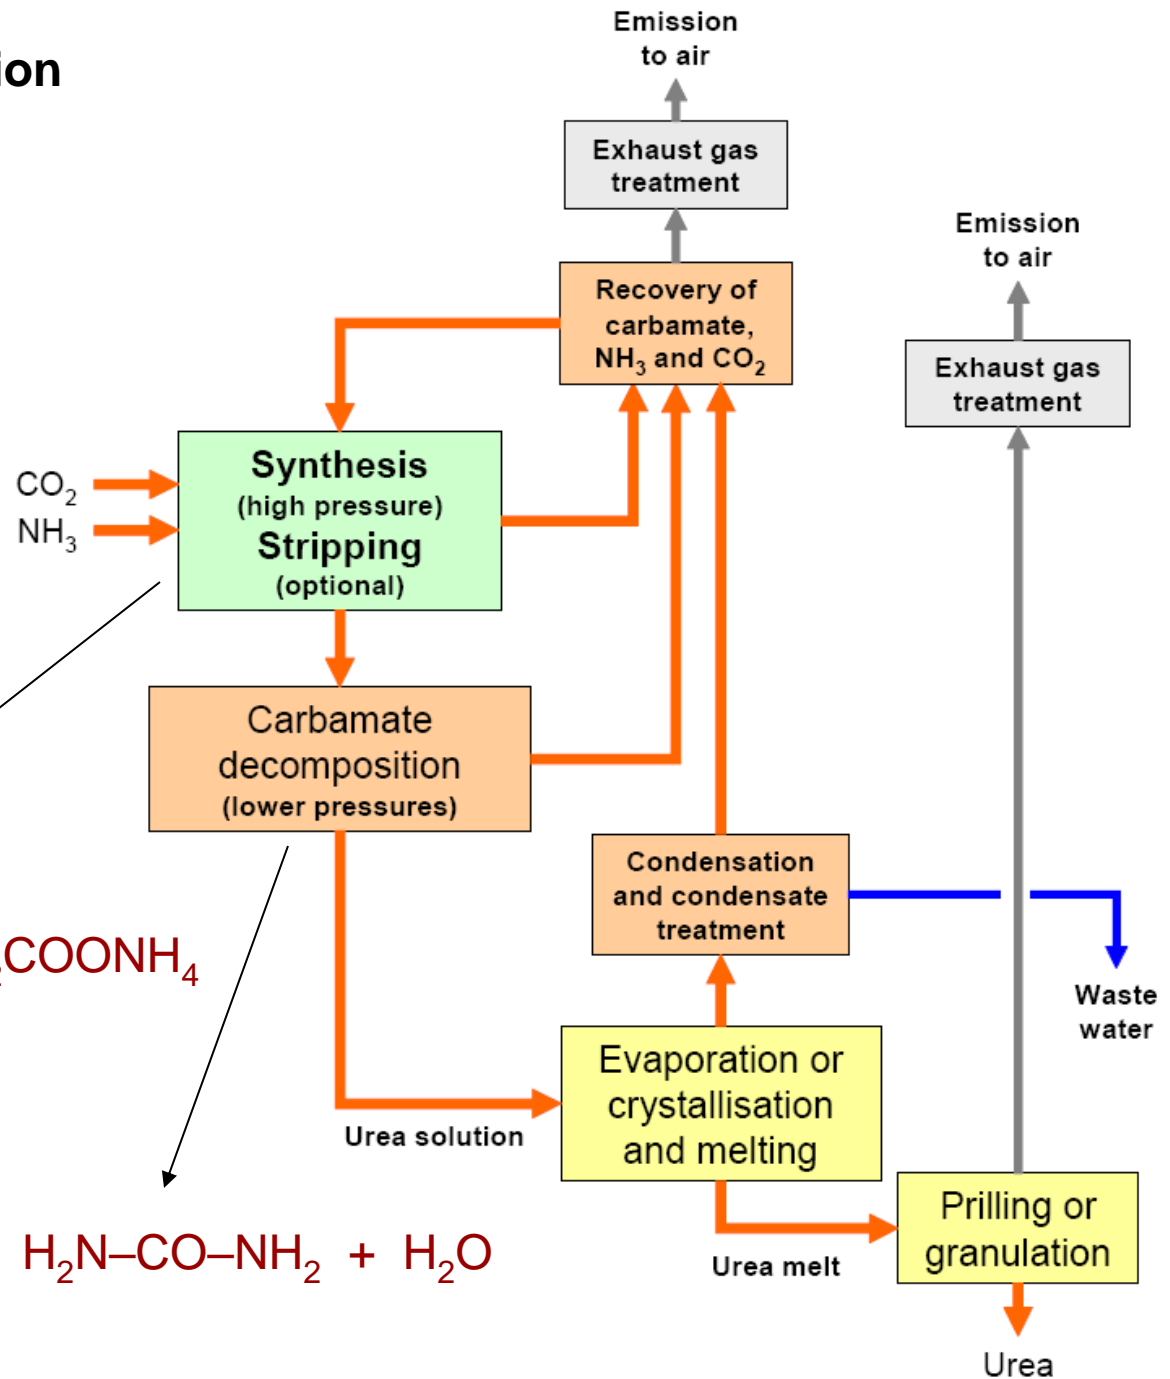 Emission
to air
Exhaust gas
treatment
Emission
to air
Recovery of
carbamate,
NH₃ and CO₂
Exhaust gas
treatment
Synthesis
(high pressure)
Stripping
(optional)
CO₂
NH₃
Carbamate
decomposition
(lower pressures)
Condensation
and condensate
treatment
COONH₄
Waste
water
Evaporation or
crystallisation
and melting
Urea solution
Prilling or
granulation
H₂N–CO–NH₂ + H₂O
Urea melt
Urea